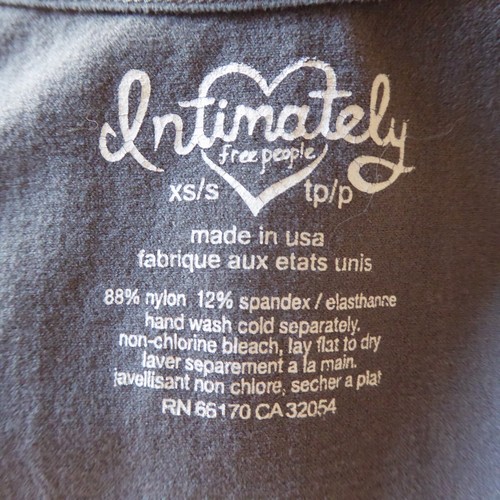 Intimately
free people
xs/s tp/p
made in usa
fabrique aux etats unis
88% nylon 12% spandex / elasthanne
hand wash cold separately.
non-chlorine bleach, lay flat to dry
laver separement a la main.
javellisant non chlore, secher a plat
RN 66170 CA 32054